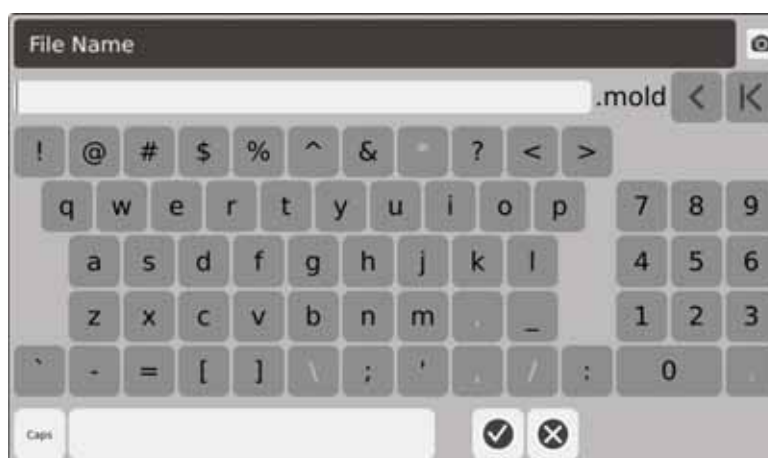 File Name
.mold < K
! @ # $ % ^ & * ? < >
q w e r t y u i o p 7 8 9
a s d f g h j k l 4 5 6
z x c v b n m . _ 1 2 3
` - = [ ] \ ; ' , / : 0 .
Caps